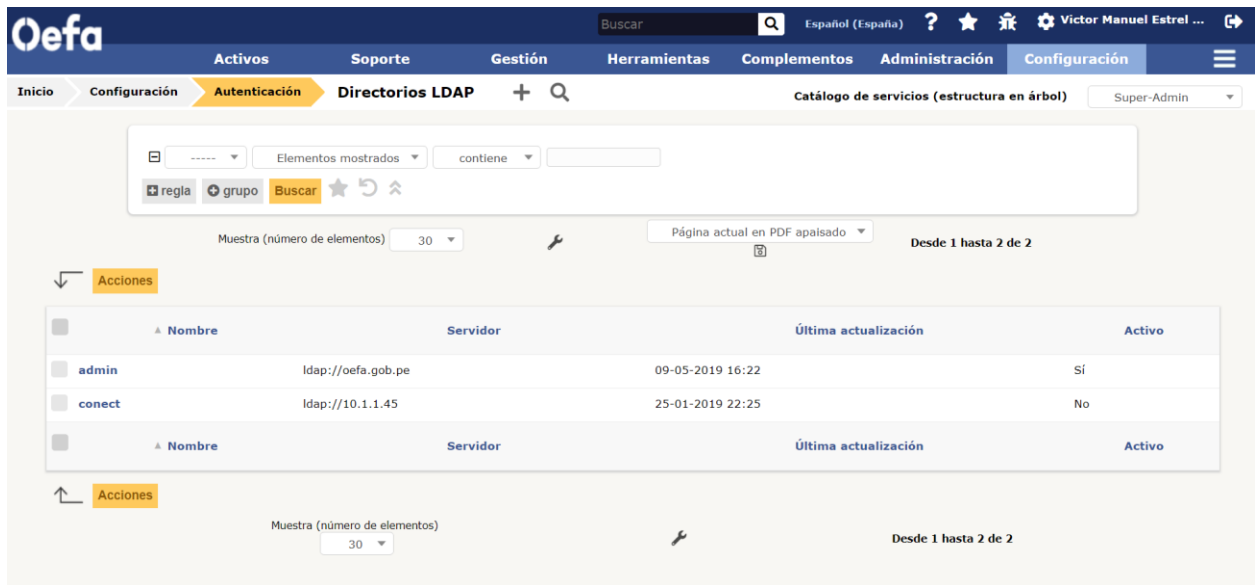 Oefa
Buscar Español (España) ? Victor Manuel Estrel ...
Activos Soporte Gestión Herramientas Complementos Administración Configuración
Inicio Configuración Autenticación Directorios LDAP + Catálogo de servicios (estructura en árbol) Super-Admin
----- Elementos mostrados contiene
regla grupo Buscar
Muestra (número de elementos) 30 Página actual en PDF apaisado Desde 1 hasta 2 de 2
Acciones
Nombre Servidor Última actualización Activo
admin ldap://oefa.gob.pe 09-05-2019 16:22 Sí
conect ldap://10.1.1.45 25-01-2019 22:25 No
Nombre Servidor Última actualización Activo
Acciones
Muestra (número de elementos)
30 Desde 1 hasta 2 de 2